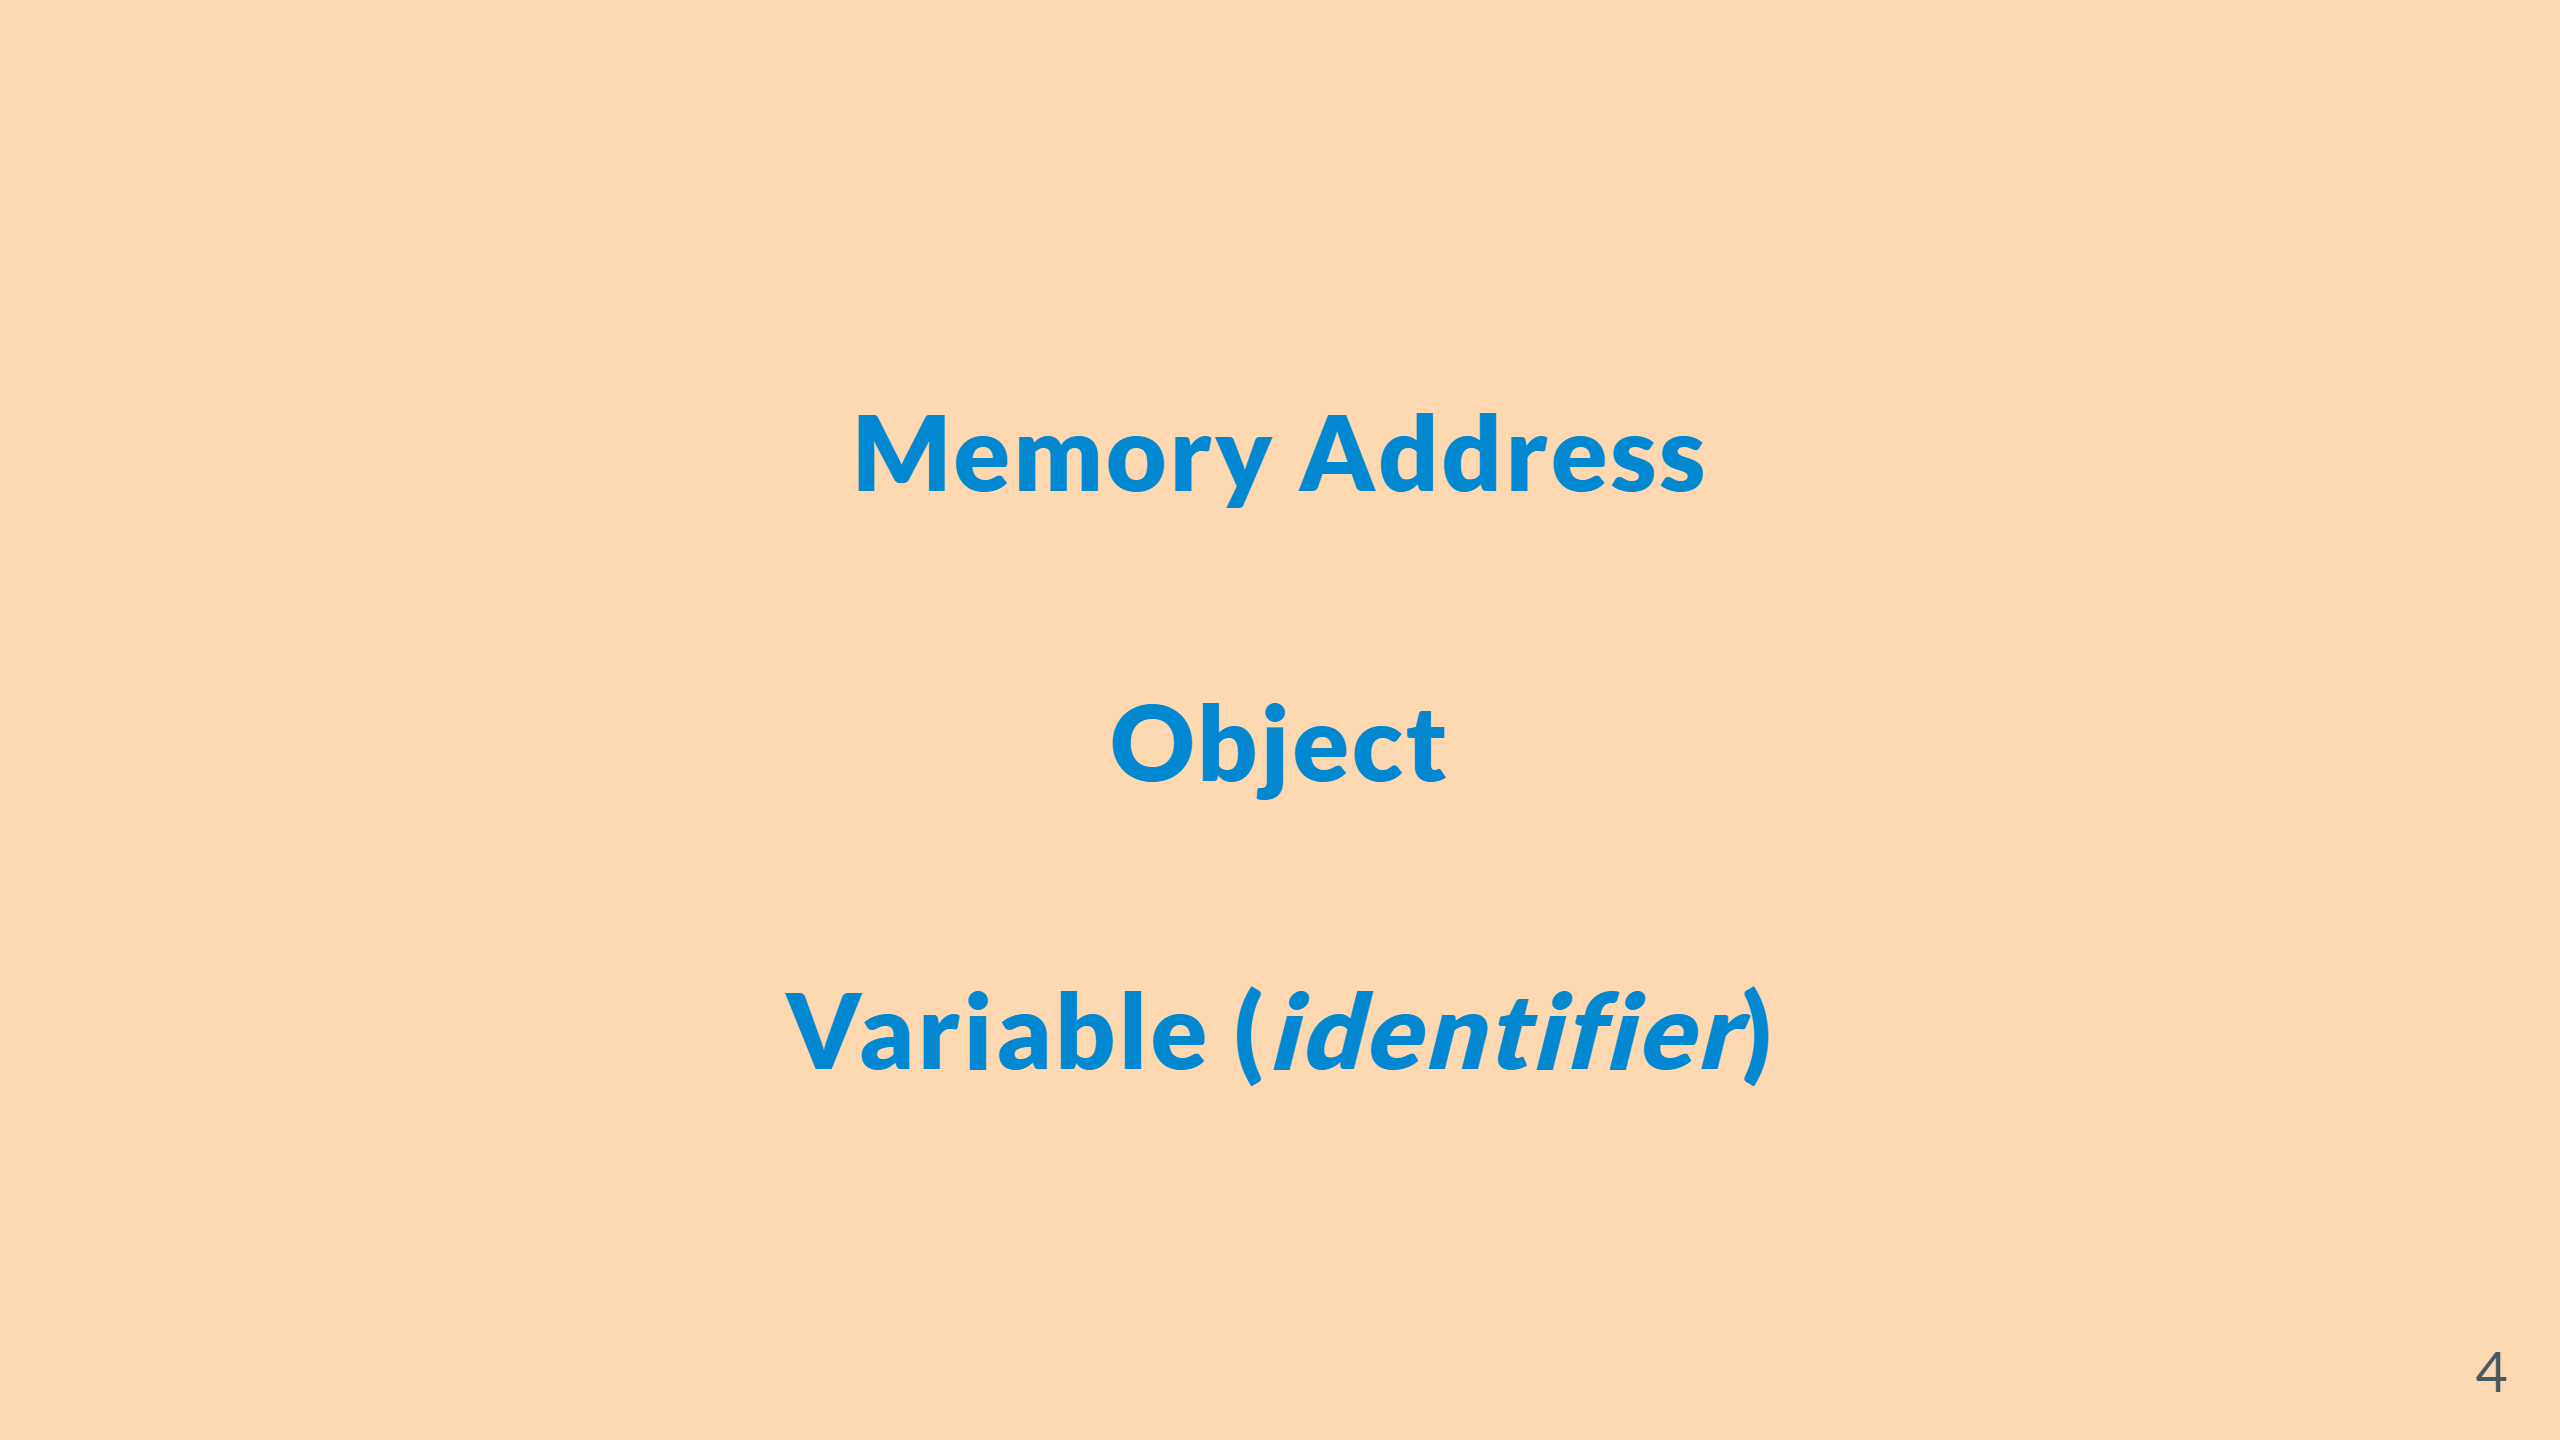 Memory Address
Object
Variable (identifier)
4